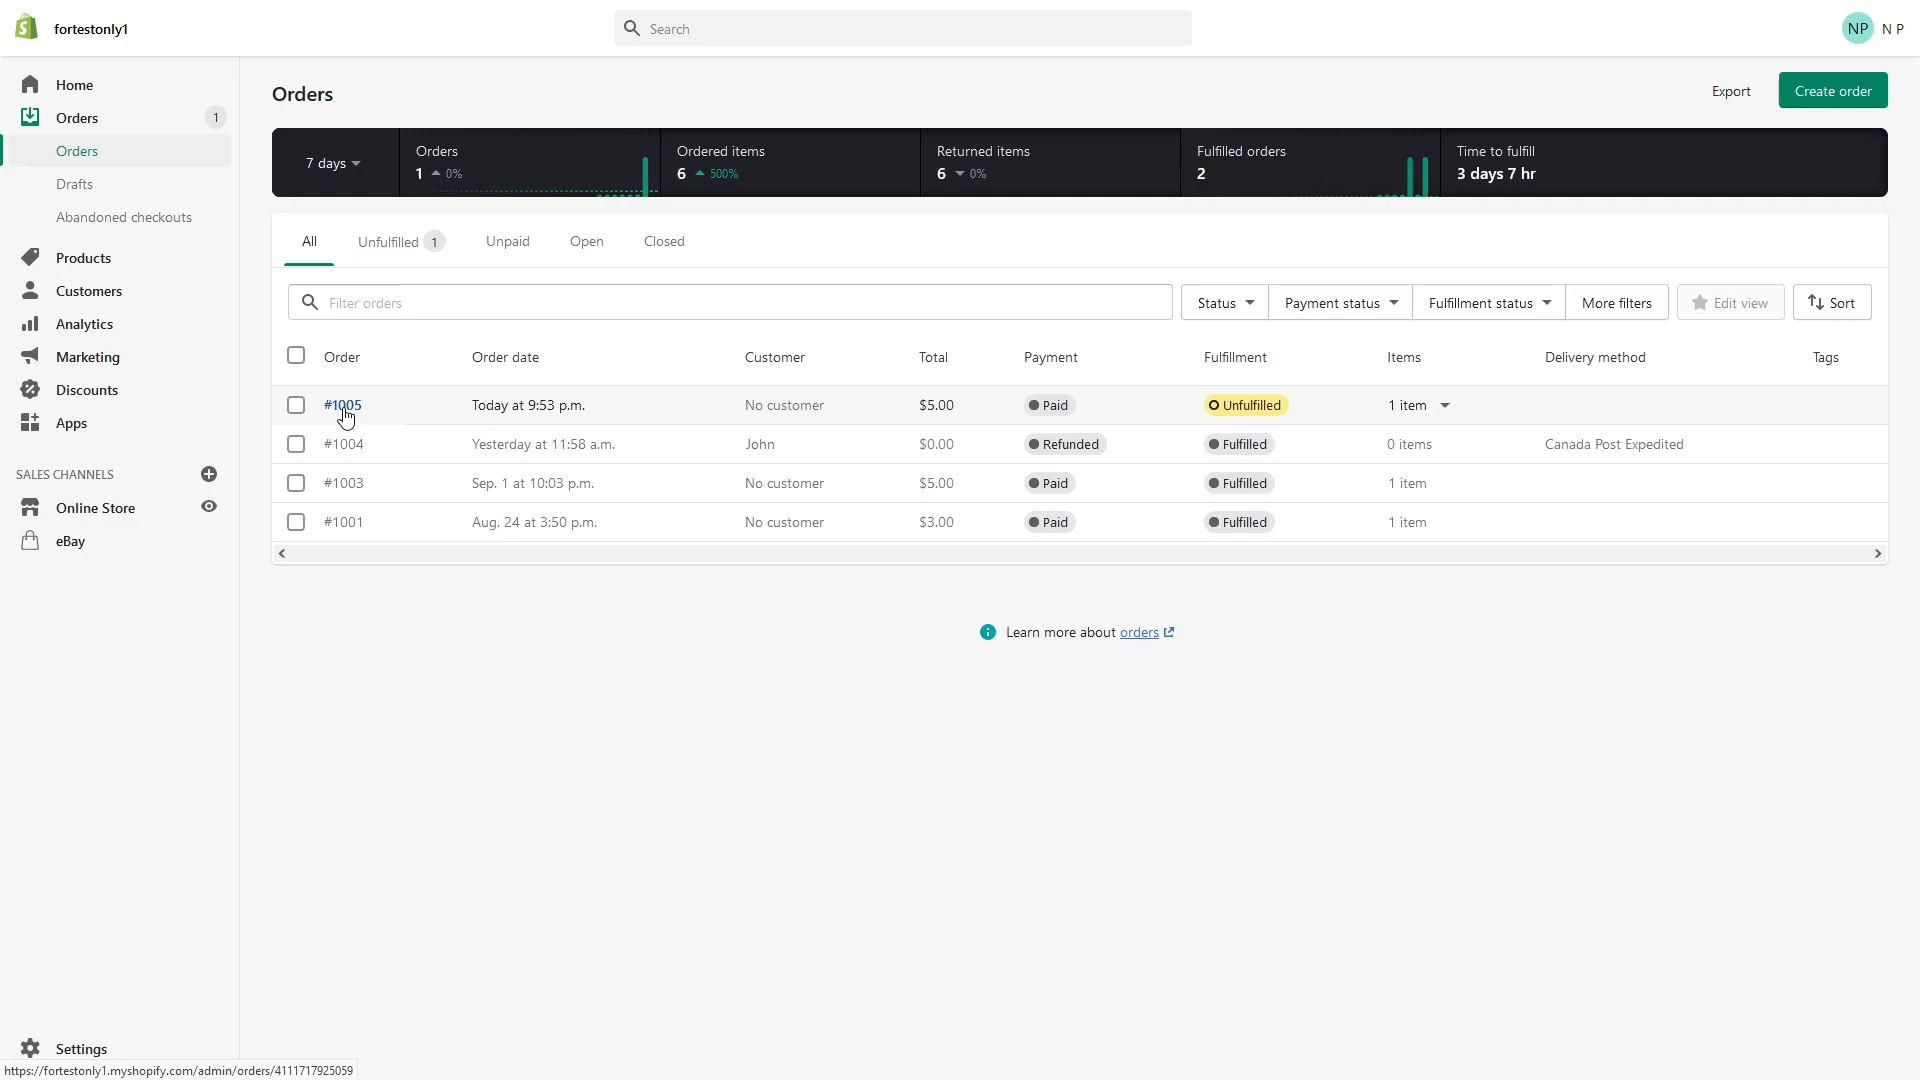 fortestonly1
Search
NP N P
Home
Orders 1
Orders
Drafts
Abandoned checkouts
Products
Customers
Analytics
Marketing
Discounts
Apps
SALES CHANNELS
Online Store
eBay
Settings
https://fortestonly1.myshopify.com/admin/orders/4111717925059
Orders
Export Create order
7 days
Orders
1 0%
Ordered items
6 500%
Returned items
6 0%
Fulfilled orders
2
Time to fulfill
3 days 7 hr
All Unfulfilled 1 Unpaid Open Closed
Filter orders Status Payment status Fulfillment status More filters Edit view Sort
Order Order date Customer Total Payment Fulfillment Items Delivery method Tags
#1005 Today at 9:53 p.m. No customer $5.00 Paid Unfulfilled 1 item
#1004 Yesterday at 11:58 a.m. John $0.00 Refunded Fulfilled 0 items Canada Post Expedited
#1003 Sep. 1 at 10:03 p.m. No customer $5.00 Paid Fulfilled 1 item
#1001 Aug. 24 at 3:50 p.m. No customer $3.00 Paid Fulfilled 1 item
Learn more about orders